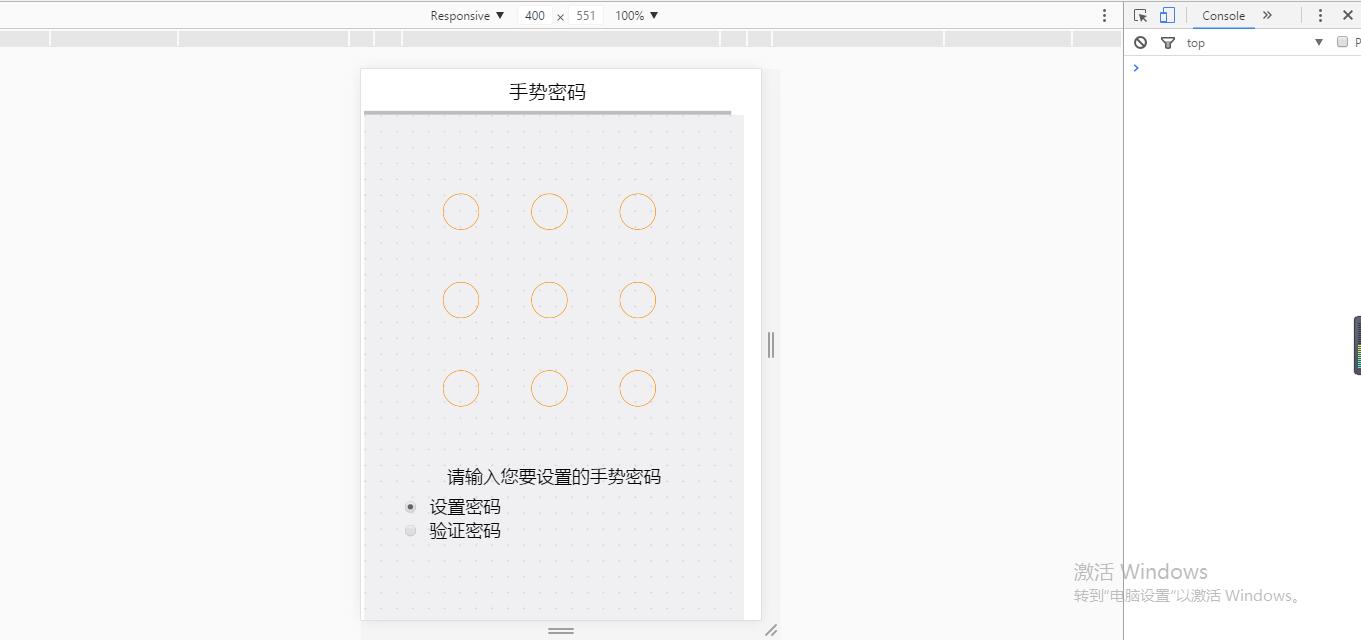 Responsive ▼ 400 × 551 100% ▼
Console »
top ▼ P
手势密码
请输入您要设置的手势密码
设置密码
验证密码
激活 Windows
转到"电脑设置"以激活 Windows。